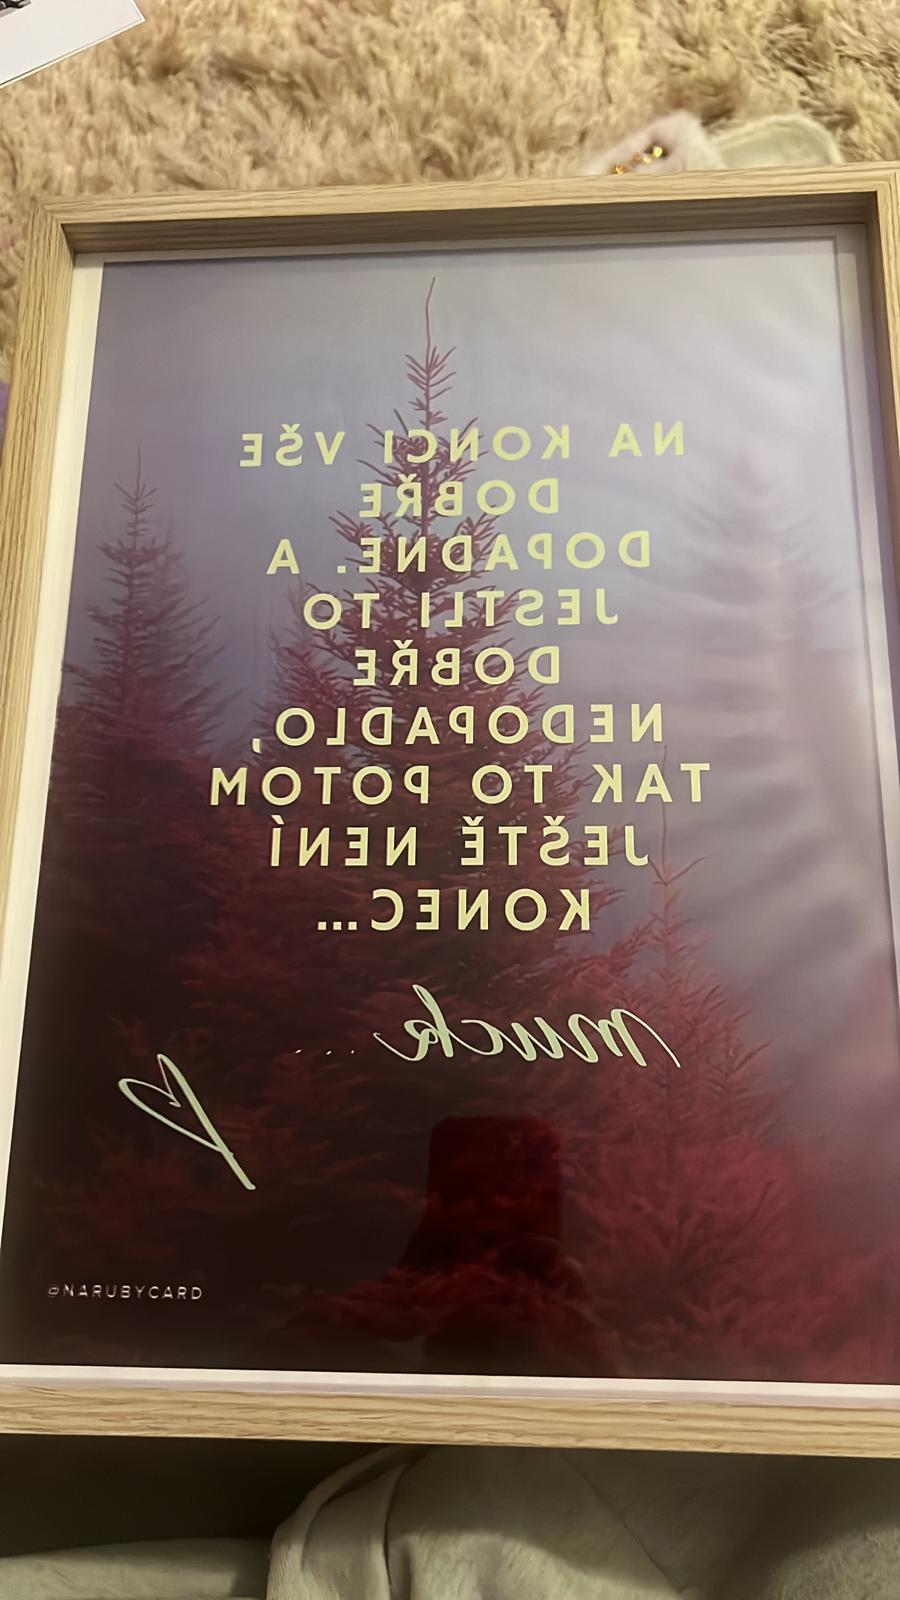 NA KONCI VŠE
DOBŘE
DOPADNE. A
JESTLI TO
DOBŘE
NEDOPADLO,
TAK TO POTOM
JEŠTĚ NENÍ
KONEC...
@NARUBYCARD